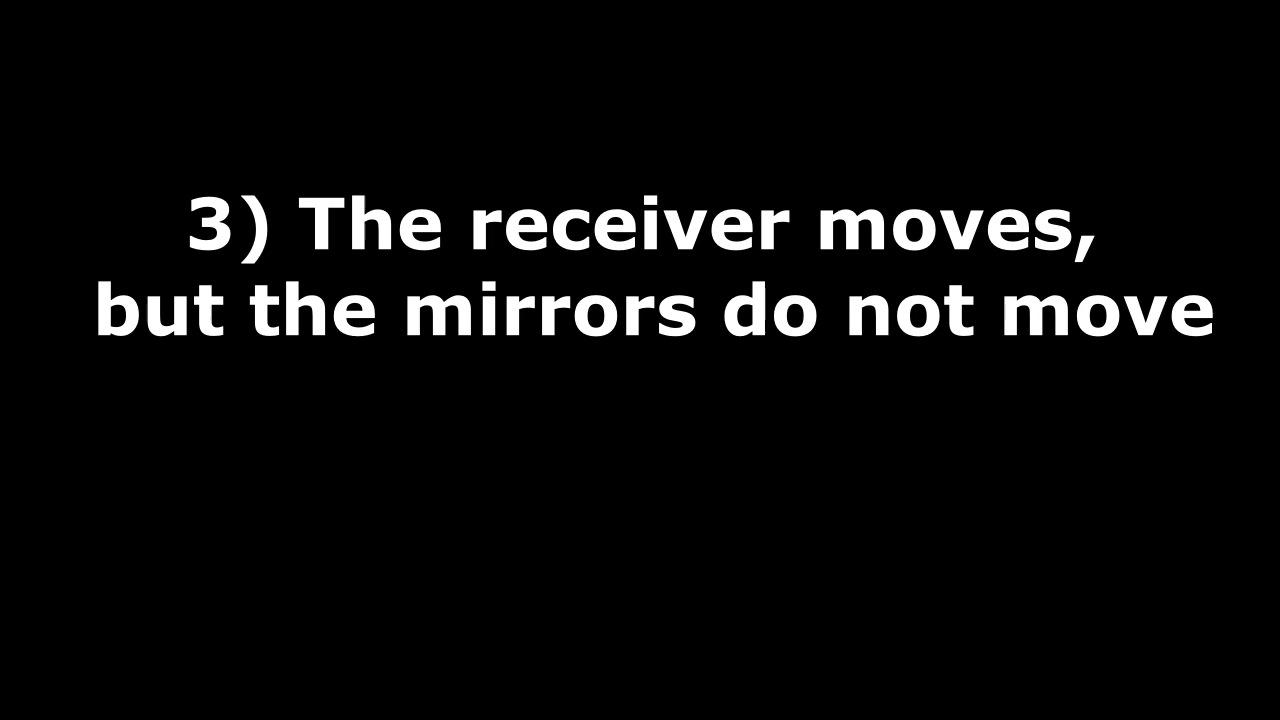 3) The receiver moves,
but the mirrors do not move